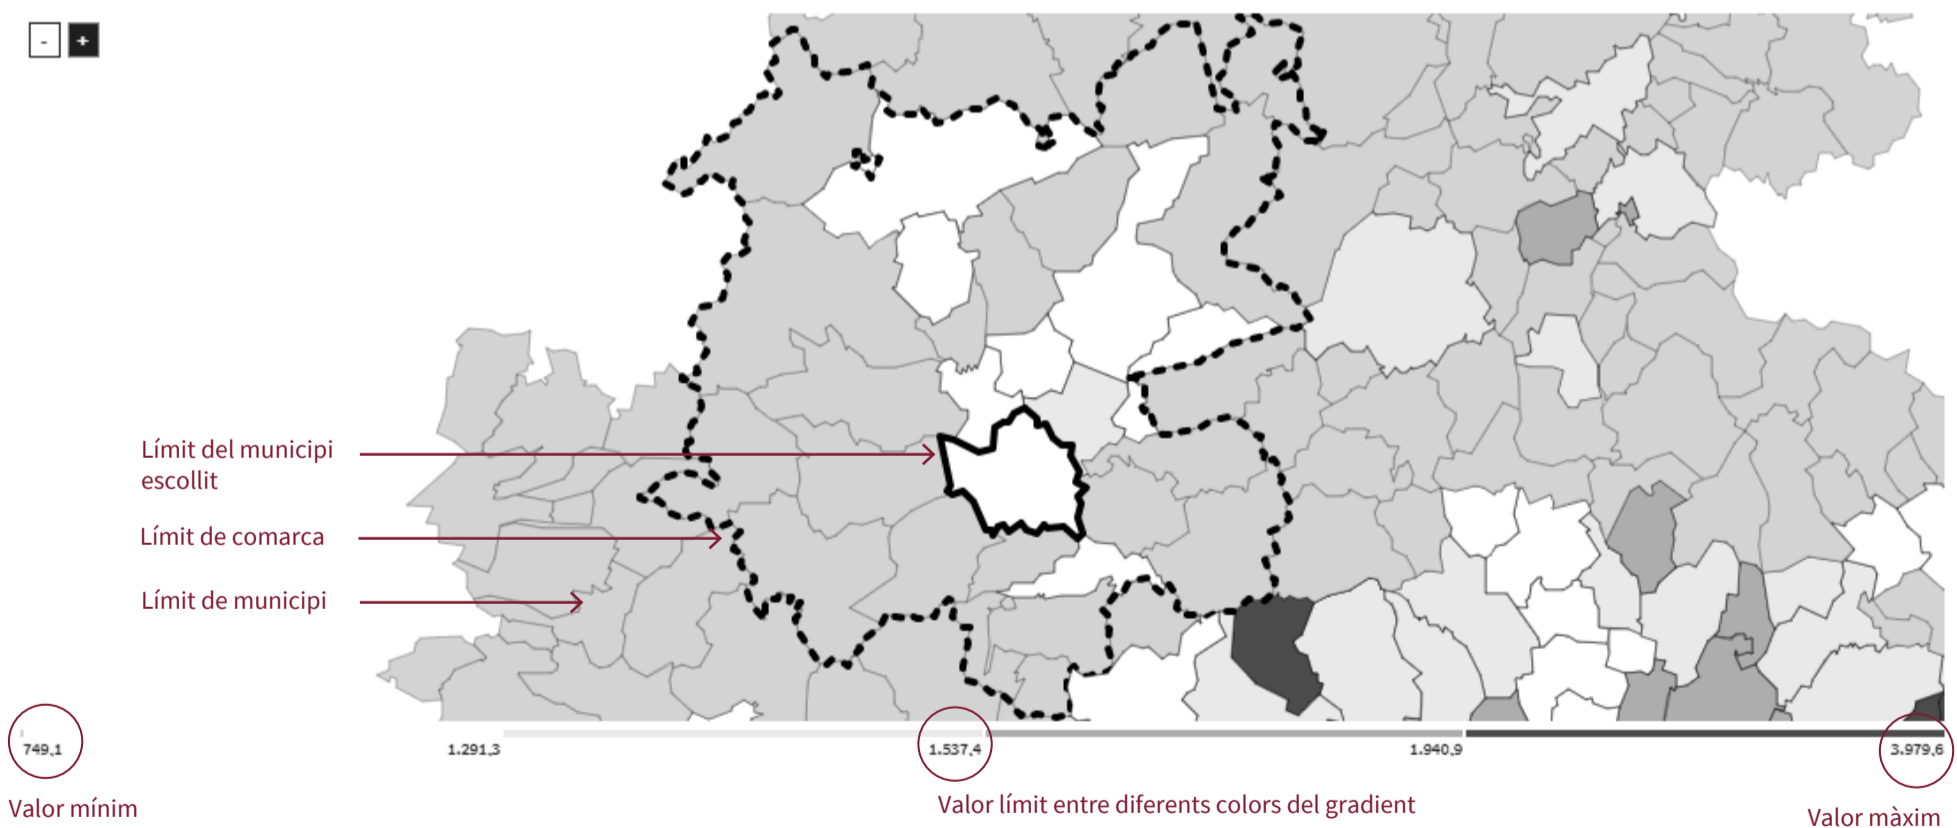 - +
Límit del municipi
escollit
Límit de comarca
Límit de municipi
749,1 1.291,3 1.537,4 1.940,9 3.979,6
Valor mínim Valor límit entre diferents colors del gradient Valor màxim